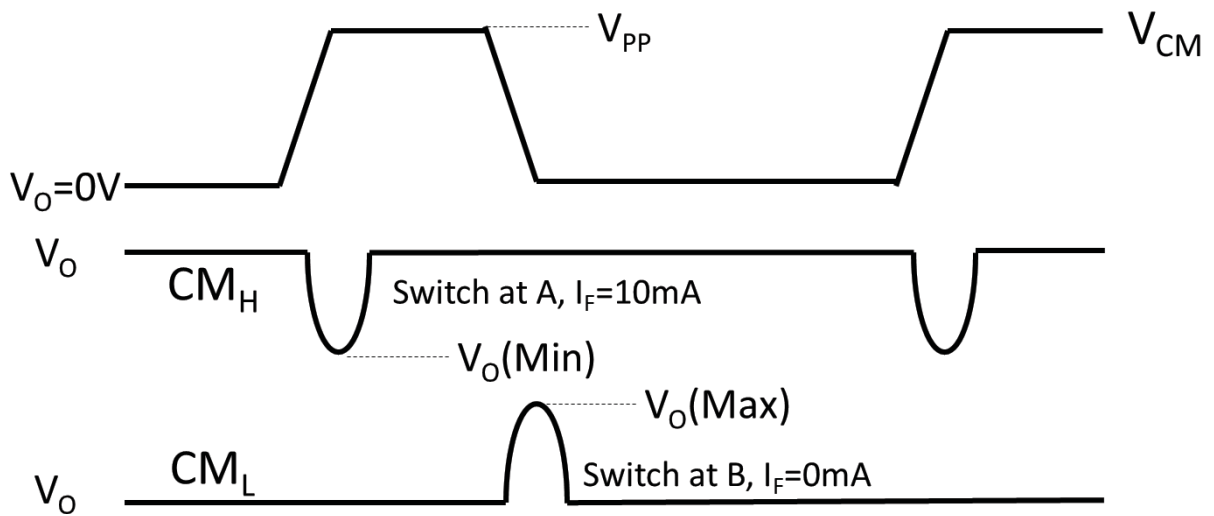 V_PP
V_CM
V_O=0V
V_O
CM_H
Switch at A, I_F=10mA
V_O(Min)
V_O(Max)
CM_L
Switch at B, I_F=0mA
V_O